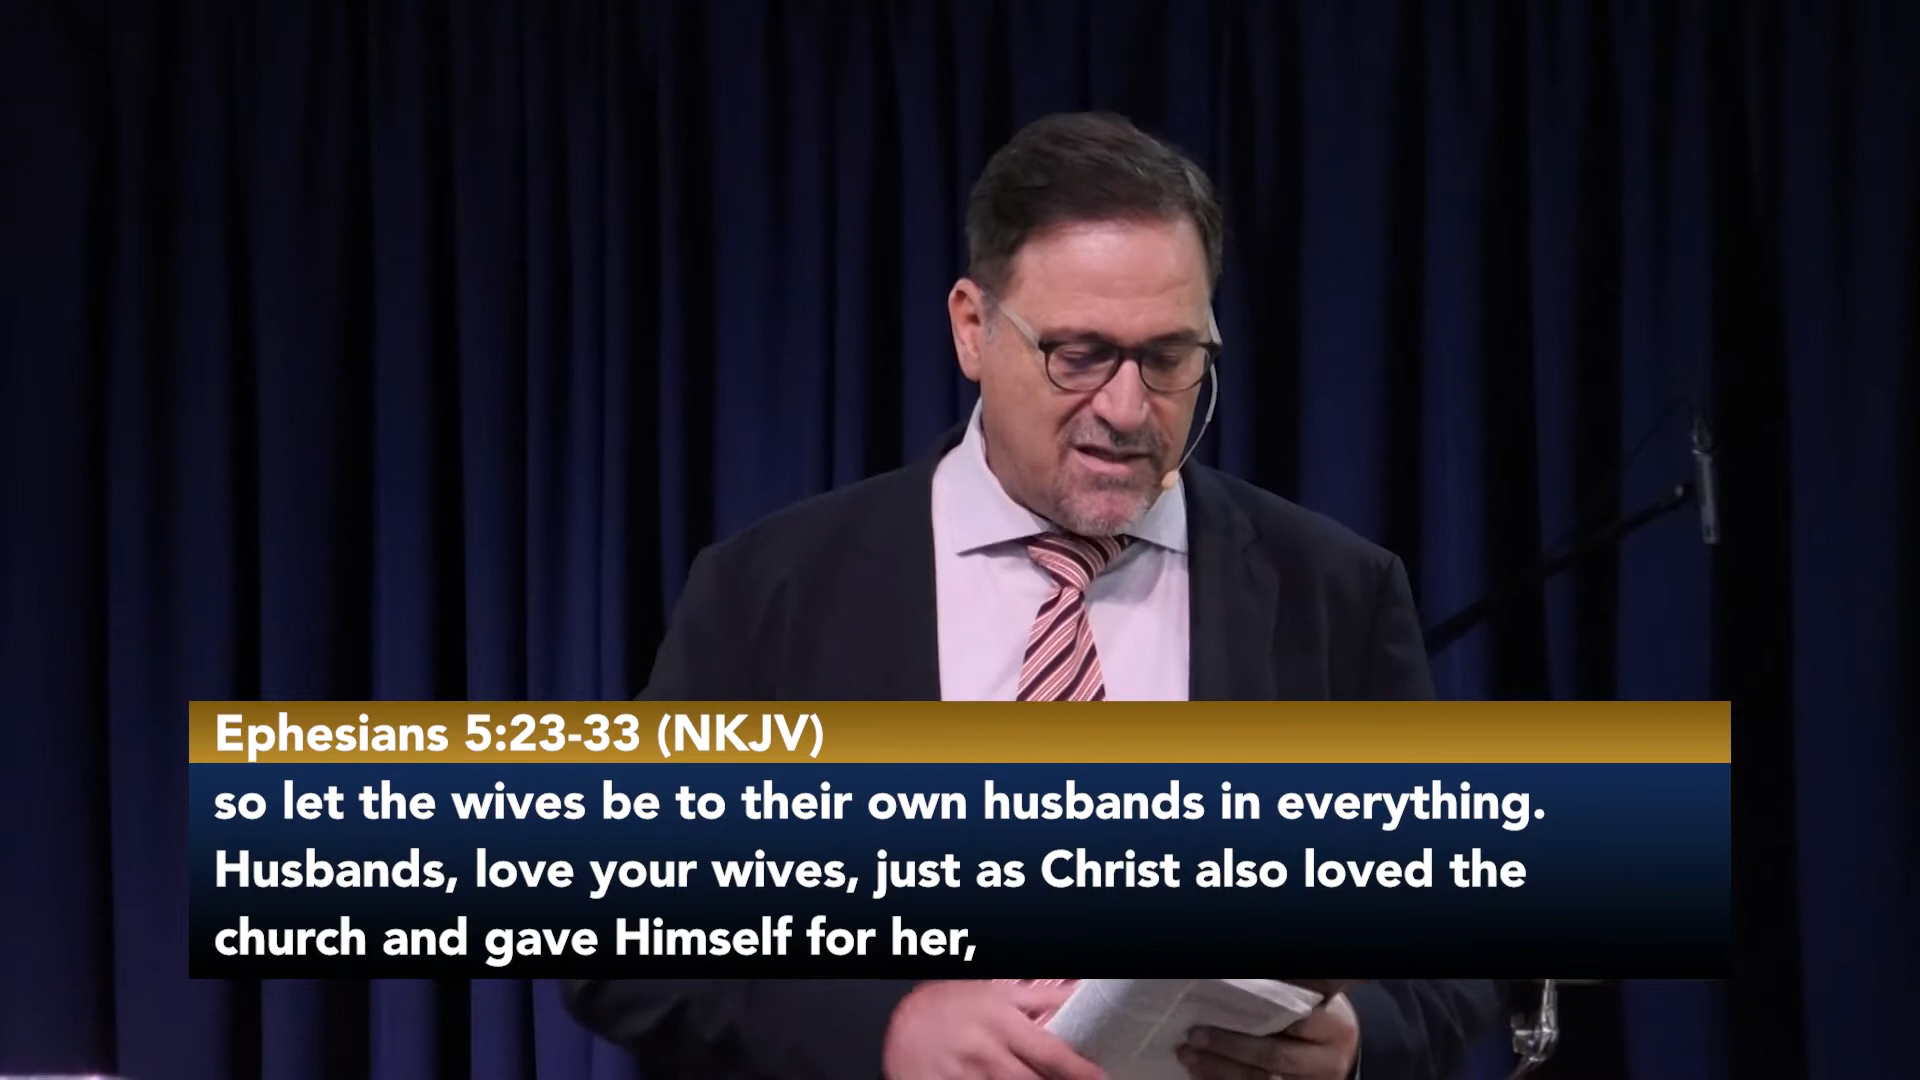 Ephesians 5:23-33 (NKJV)
so let the wives be to their own husbands in everything.
Husbands, love your wives, just as Christ also loved the
church and gave Himself for her,